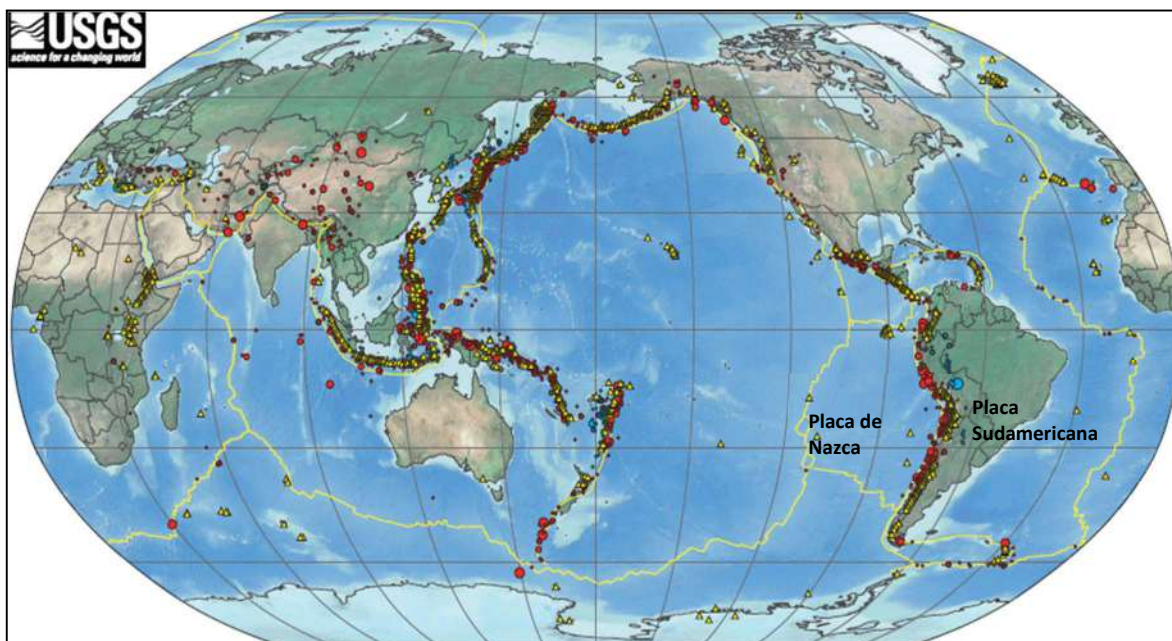 USGS
science for a changing world
Placa de
Nazca
Placa
Sudamericana